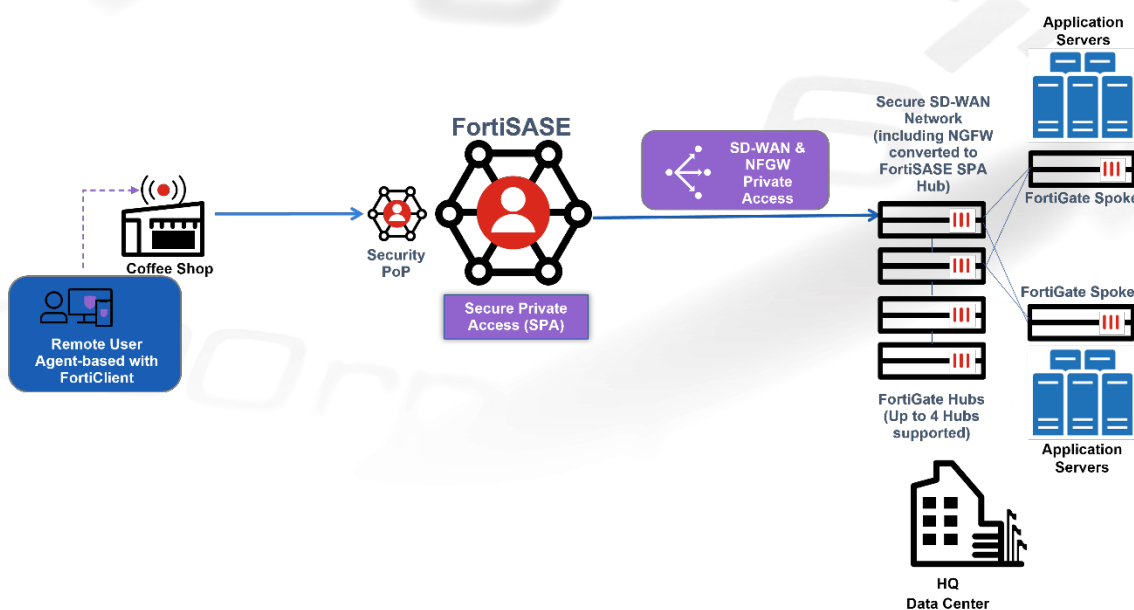 Application
Servers
Secure SD-WAN
Network
(including NGFW
converted to
FortiSASE SPA
Hub)
FortiGate Spoke
FortiSASE
SD-WAN &
NFGW
Private
Access
Security
PoP
Coffee Shop
Secure Private
Access (SPA)
Remote User
Agent-based with
FortiClient
FortiGate Spoke
FortiGate Hubs
(Up to 4 Hubs
supported)
Application
Servers
HQ
Data Center